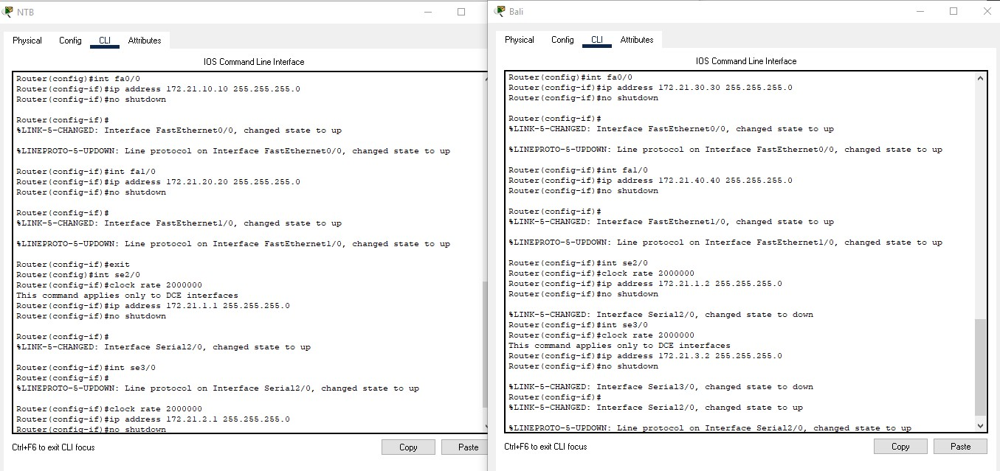 NTB
Physical Config CLI Attributes
IOS Command Line Interface
Router(config)#int fa0/0
Router(config-if)#ip address 172.21.10.10 255.255.255.0
Router(config-if)#no shutdown
Router(config-if)#
%LINK-5-CHANGED: Interface FastEthernet0/0, changed state to up
%LINEPROTO-5-UPDOWN: Line protocol on Interface FastEthernet0/0, changed state to up
Router(config-if)#int fa1/0
Router(config-if)#ip address 172.21.20.20 255.255.255.0
Router(config-if)#no shutdown
Router(config-if)#
%LINK-5-CHANGED: Interface FastEthernet1/0, changed state to up
%LINEPROTO-5-UPDOWN: Line protocol on Interface FastEthernet1/0, changed state to up
Router(config-if)#exit
Router(config)#int se2/0
Router(config-if)#clock rate 2000000
This command applies only to DCE interfaces
Router(config-if)#ip address 172.21.1.1 255.255.255.0
Router(config-if)#no shutdown
Router(config-if)#
%LINK-5-CHANGED: Interface Serial2/0, changed state to up
Router(config-if)#int se3/0
Router(config-if)#
%LINEPROTO-5-UPDOWN: Line protocol on Interface Serial2/0, changed state to up
Router(config-if)#clock rate 2000000
Router(config-if)#ip address 172.21.2.1 255.255.255.0
Router(config-if)#no shutdown
Ctrl+F6 to exit CLI focus
Copy Paste
Bali
Physical Config CLI Attributes
IOS Command Line Interface
Router(config)#int fa0/0
Router(config-if)#ip address 172.21.30.30 255.255.255.0
Router(config-if)#no shutdown
Router(config-if)#
%LINK-5-CHANGED: Interface FastEthernet0/0, changed state to up
%LINEPROTO-5-UPDOWN: Line protocol on Interface FastEthernet0/0, changed state to up
Router(config-if)#int fa1/0
Router(config-if)#ip address 172.21.40.40 255.255.255.0
Router(config-if)#no shutdown
Router(config-if)#
%LINK-5-CHANGED: Interface FastEthernet1/0, changed state to up
%LINEPROTO-5-UPDOWN: Line protocol on Interface FastEthernet1/0, changed state to up
Router(config-if)#int se2/0
Router(config-if)#clock rate 2000000
Router(config-if)#ip address 172.21.1.2 255.255.255.0
Router(config-if)#no shutdown
%LINK-5-CHANGED: Interface Serial2/0, changed state to down
Router(config-if)#int se3/0
Router(config-if)#clock rate 2000000
This command applies only to DCE interfaces
Router(config-if)#ip address 172.21.3.2 255.255.255.0
Router(config-if)#no shutdown
%LINK-5-CHANGED: Interface Serial3/0, changed state to down
Router(config-if)#
%LINK-5-CHANGED: Interface Serial2/0, changed state to up
%LINEPROTO-5-UPDOWN: Line protocol on Interface Serial2/0, changed state to up
Ctrl+F6 to exit CLI focus
Copy Paste